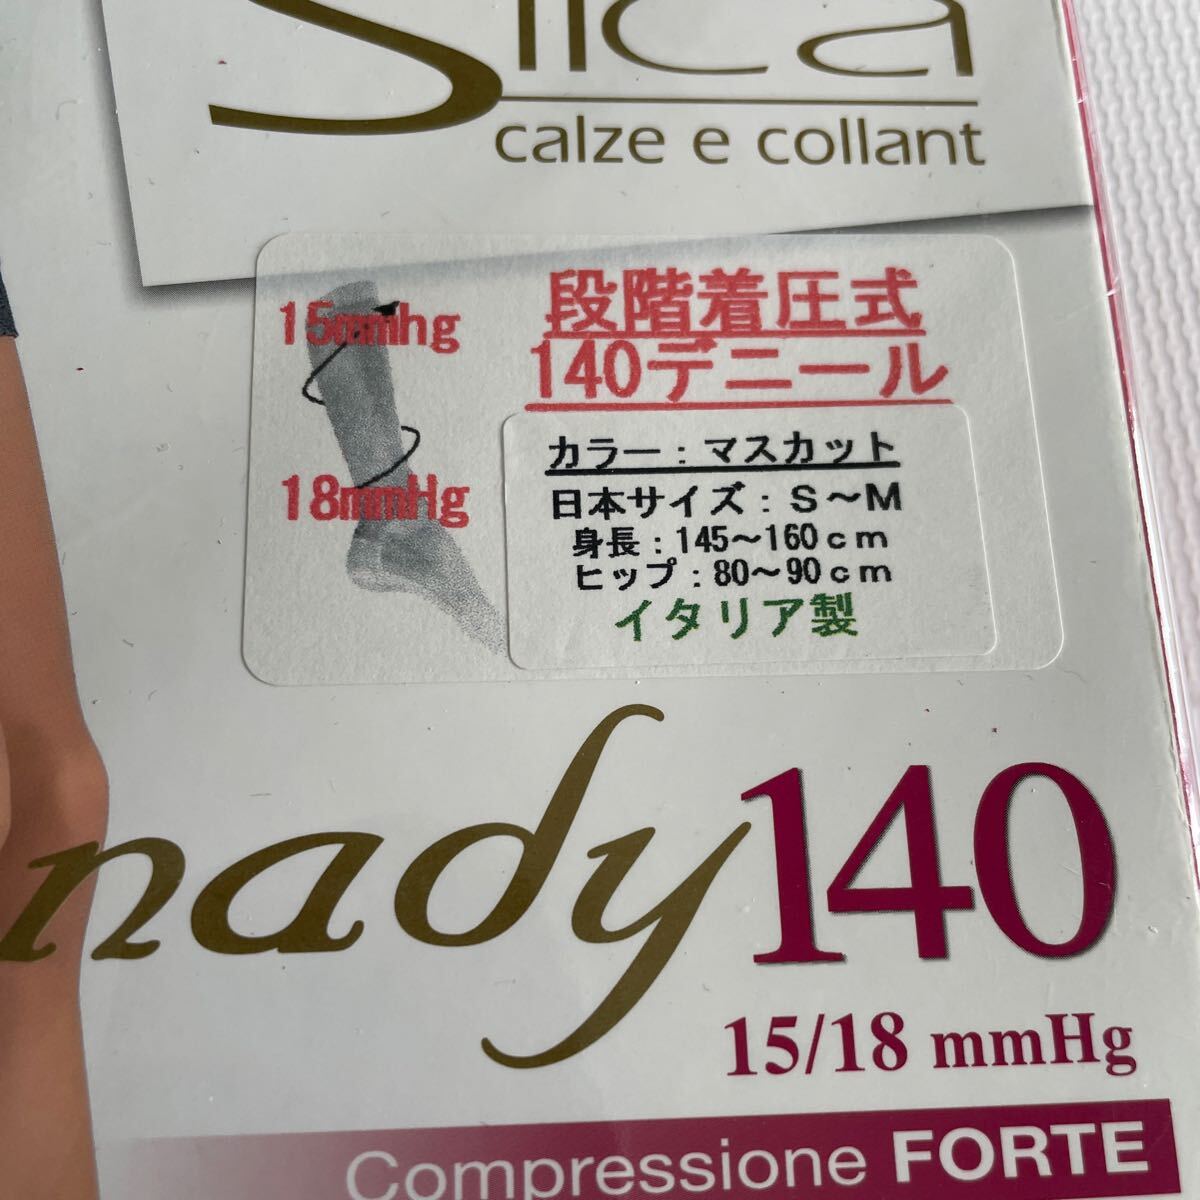 Silca
calze e collant
段階着圧式
140デニール
15mmhg
18mmHg
カラー：マスカット
日本サイズ：S～M
身長：145～160cm
ヒップ：80～90cm
イタリア製
nady140
15/18 mmHg
Compressione FORTE